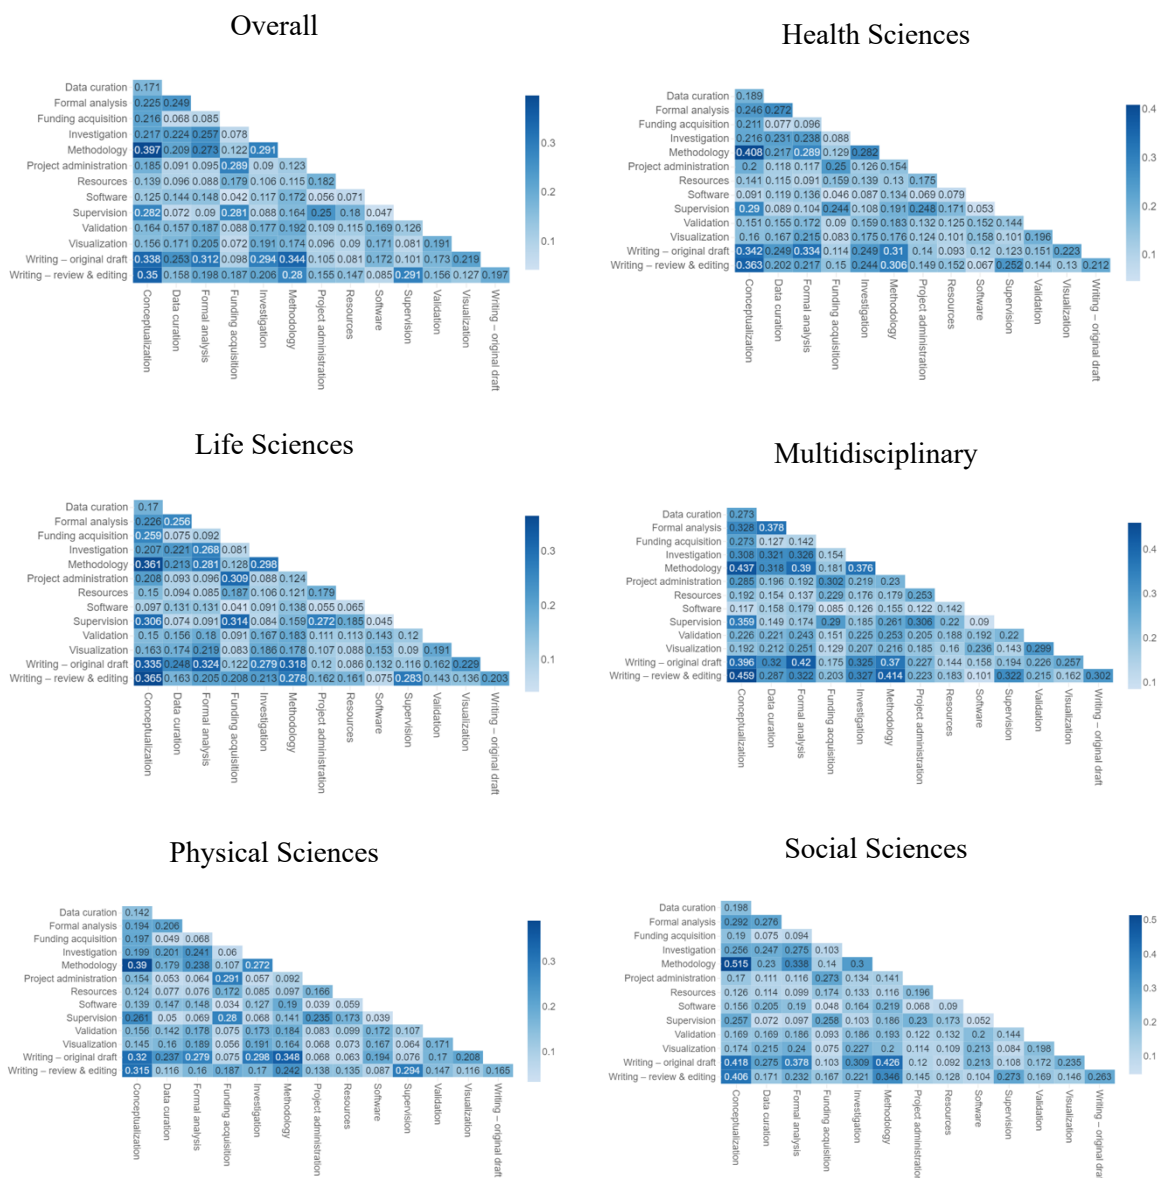 Overall
Data curation 0.171
Formal analysis 0.225 0.249
Funding acquisition 0.216 0.068 0.085
Investigation 0.217 0.224 0.257 0.078
Methodology 0.397 0.209 0.273 0.122 0.291
Project administration 0.185 0.091 0.095 0.289 0.09 0.123
Resources 0.139 0.096 0.088 0.179 0.106 0.115 0.182
Software 0.125 0.144 0.148 0.042 0.117 0.172 0.056 0.071
Supervision 0.282 0.072 0.09 0.281 0.088 0.164 0.25 0.18 0.047
Validation 0.164 0.157 0.187 0.088 0.177 0.192 0.109 0.115 0.169 0.126
Visualization 0.156 0.171 0.205 0.072 0.191 0.174 0.096 0.09 0.171 0.081 0.191
Writing – original draft 0.338 0.253 0.312 0.098 0.294 0.344 0.105 0.081 0.172 0.101 0.173 0.219
Writing – review & editing 0.35 0.158 0.198 0.187 0.206 0.28 0.155 0.147 0.085 0.291 0.156 0.127 0.197
Conceptualization
Data curation
Formal analysis
Funding acquisition
Investigation
Methodology
Project administration
Resources
Software
Supervision
Validation
Visualization
Writing – original draft
0.3
0.2
0.1
Health Sciences
Data curation 0.189
Formal analysis 0.246 0.272
Funding acquisition 0.211 0.077 0.096
Investigation 0.216 0.231 0.238 0.088
Methodology 0.408 0.217 0.289 0.129 0.282
Project administration 0.2 0.118 0.117 0.25 0.126 0.154
Resources 0.141 0.115 0.091 0.159 0.139 0.13 0.175
Software 0.091 0.119 0.136 0.046 0.087 0.134 0.069 0.079
Supervision 0.29 0.089 0.104 0.244 0.108 0.191 0.248 0.171 0.053
Validation 0.151 0.155 0.172 0.09 0.159 0.183 0.132 0.125 0.152 0.144
Visualization 0.16 0.167 0.215 0.083 0.175 0.176 0.124 0.101 0.158 0.101 0.196
Writing – original draft 0.342 0.249 0.334 0.114 0.249 0.31 0.107 0.093 0.12 0.123 0.151 0.223
Writing – review & editing 0.363 0.202 0.217 0.15 0.244 0.306 0.149 0.152 0.067 0.252 0.144 0.13 0.212
Conceptualization
Data curation
Formal analysis
Funding acquisition
Investigation
Methodology
Project administration
Resources
Software
Supervision
Validation
Visualization
Writing – original draft
0.4
0.3
0.2
0.1
Life Sciences
Data curation 0.17
Formal analysis 0.226 0.256
Funding acquisition 0.259 0.075 0.092
Investigation 0.207 0.221 0.268 0.081
Methodology 0.361 0.213 0.281 0.128 0.298
Project administration 0.208 0.093 0.096 0.309 0.088 0.124
Resources 0.15 0.094 0.085 0.187 0.106 0.121 0.179
Software 0.097 0.131 0.131 0.041 0.091 0.138 0.055 0.065
Supervision 0.306 0.074 0.091 0.314 0.084 0.159 0.272 0.185 0.045
Validation 0.15 0.156 0.18 0.091 0.167 0.183 0.111 0.113 0.143 0.12
Visualization 0.163 0.174 0.219 0.083 0.186 0.178 0.107 0.088 0.153 0.09 0.191
Writing – original draft 0.335 0.248 0.324 0.122 0.279 0.318 0.12 0.086 0.132 0.116 0.162 0.229
Writing – review & editing 0.365 0.163 0.205 0.208 0.213 0.278 0.162 0.161 0.075 0.283 0.143 0.136 0.203
Conceptualization
Data curation
Formal analysis
Funding acquisition
Investigation
Methodology
Project administration
Resources
Software
Supervision
Validation
Visualization
Writing – original draft
0.3
0.2
0.1
Multidisciplinary
Data curation 0.273
Formal analysis 0.328 0.378
Funding acquisition 0.273 0.127 0.142
Investigation 0.308 0.321 0.326 0.154
Methodology 0.437 0.318 0.39 0.181 0.376
Project administration 0.285 0.196 0.192 0.302 0.219 0.23
Resources 0.192 0.154 0.137 0.229 0.176 0.179 0.253
Software 0.117 0.158 0.179 0.085 0.126 0.155 0.122 0.142
Supervision 0.359 0.149 0.174 0.29 0.185 0.261 0.306 0.22 0.09
Validation 0.226 0.221 0.243 0.151 0.225 0.253 0.205 0.188 0.192 0.22
Visualization 0.192 0.212 0.251 0.129 0.207 0.216 0.185 0.16 0.236 0.143 0.299
Writing – original draft 0.396 0.32 0.42 0.175 0.325 0.37 0.227 0.144 0.158 0.194 0.226 0.257
Writing – review & editing 0.459 0.287 0.322 0.203 0.327 0.414 0.223 0.183 0.101 0.322 0.215 0.162 0.302
Conceptualization
Data curation
Formal analysis
Funding acquisition
Investigation
Methodology
Project administration
Resources
Software
Supervision
Validation
Visualization
Writing – original draft
0.4
0.3
0.2
0.1
Physical Sciences
Data curation 0.142
Formal analysis 0.194 0.206
Funding acquisition 0.197 0.049 0.068
Investigation 0.199 0.201 0.241 0.06
Methodology 0.39 0.179 0.238 0.107 0.272
Project administration 0.154 0.053 0.064 0.291 0.057 0.092
Resources 0.124 0.077 0.076 0.172 0.085 0.097 0.166
Software 0.139 0.147 0.148 0.034 0.127 0.19 0.039 0.059
Supervision 0.261 0.05 0.069 0.28 0.068 0.141 0.235 0.173 0.039
Validation 0.156 0.142 0.178 0.075 0.173 0.184 0.083 0.099 0.172 0.107
Visualization 0.145 0.16 0.189 0.056 0.191 0.164 0.068 0.073 0.167 0.064 0.171
Writing – original draft 0.32 0.237 0.279 0.075 0.298 0.348 0.068 0.063 0.194 0.076 0.17 0.208
Writing – review & editing 0.315 0.116 0.16 0.187 0.17 0.242 0.138 0.135 0.087 0.294 0.147 0.116 0.165
Conceptualization
Data curation
Formal analysis
Funding acquisition
Investigation
Methodology
Project administration
Resources
Software
Supervision
Validation
Visualization
Writing – original draft
0.3
0.2
0.1
Social Sciences
Data curation 0.198
Formal analysis 0.292 0.276
Funding acquisition 0.19 0.075 0.094
Investigation 0.256 0.247 0.275 0.103
Methodology 0.515 0.23 0.338 0.14 0.3
Project administration 0.17 0.111 0.116 0.273 0.134 0.141
Resources 0.126 0.114 0.099 0.174 0.133 0.116 0.196
Software 0.156 0.205 0.19 0.048 0.164 0.219 0.068 0.09
Supervision 0.257 0.072 0.097 0.258 0.103 0.186 0.23 0.173 0.052
Validation 0.169 0.169 0.186 0.093 0.186 0.193 0.122 0.132 0.2 0.144
Visualization 0.174 0.215 0.24 0.075 0.227 0.2 0.114 0.109 0.213 0.084 0.198
Writing – original draft 0.418 0.275 0.378 0.103 0.309 0.426 0.12 0.092 0.213 0.108 0.172 0.235
Writing – review & editing 0.406 0.171 0.232 0.167 0.221 0.346 0.145 0.128 0.104 0.273 0.169 0.146 0.263
Conceptualization
Data curation
Formal analysis
Funding acquisition
Investigation
Methodology
Project administration
Resources
Software
Supervision
Validation
Visualization
Writing – original draf
0.5
0.4
0.3
0.2
0.1